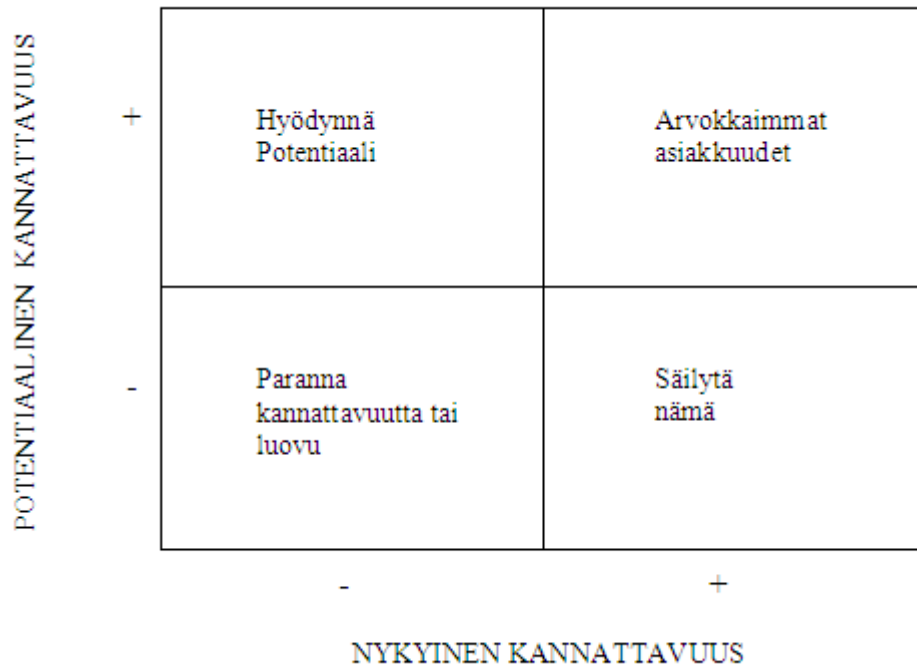 POTENTIAALINEN KANNATTAVUUS
+
Hyödynnä
Potentiaali
Arvokkaimmat
asiakkuudet
-
Paranna
kannattavuutta tai
luovu
Säilytä
nämä
-
+
NYKYINEN KANNATTAVUUS